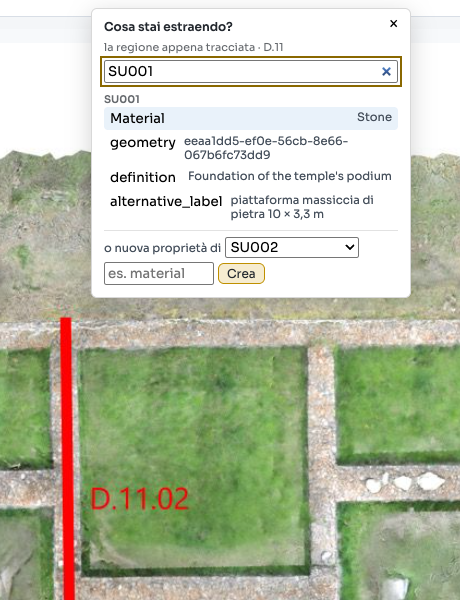 Cosa stai estraendo?
×
la regione appena tracciata · D.11
SU001
×
SU001
Material Stone
geometry eeaa1dd5-ef0e-56cb-8e66-
067b6fc73dd9
definition Foundation of the temple's podium
alternative_label piattaforma massiccia di
pietra 10 × 3,3 m
o nuova proprietà di SU002
es. material Crea
D.11.02